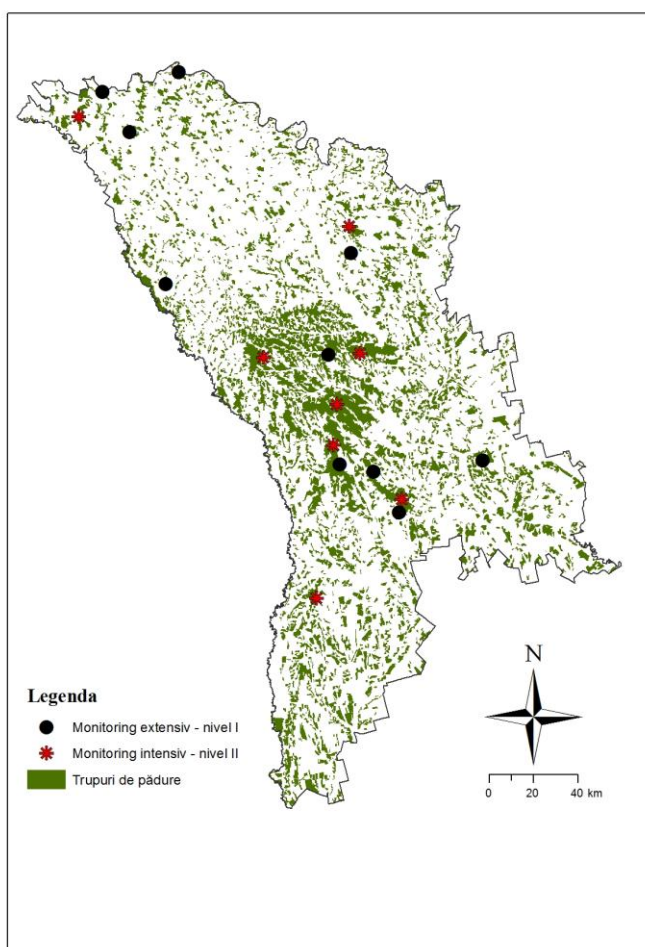 N
Legenda
Monitoring extensiv - nivel I
Monitoring intensiv - nivel II
Trupuri de pădure
0 20 40 km